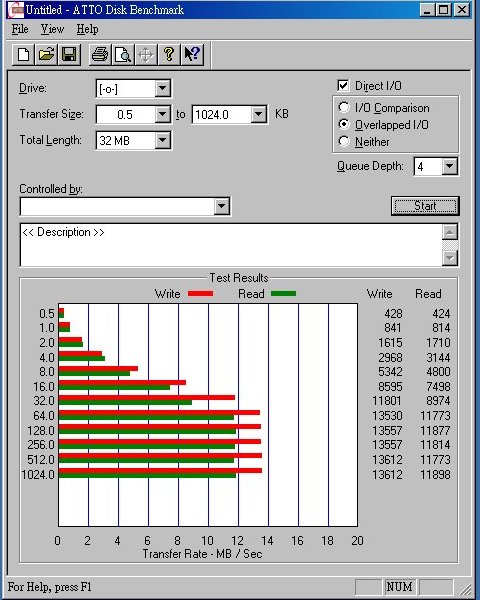 Untitled - ATTO Disk Benchmark
File View Help
Drive: [-o-] Direct I/O
Transfer Size: 0.5 to 1024.0 KB
I/O Comparison
Overlapped I/O
Total Length: 32 MB
Neither
Queue Depth: 4
Controlled by:
Start
<< Description >>
Test Results
Write Read Write Read
0.5 428 424
1.0 841 814
2.0 1615 1710
4.0 2968 3144
8.0 5342 4800
16.0 8595 7498
32.0 11801 8974
64.0 13530 11773
128.0 13557 11877
256.0 13557 11814
512.0 13612 11773
1024.0 13612 11898
0 2 4 6 8 10 12 14 16 18 20
Transfer Rate - MB / Sec
For Help, press F1 NUM